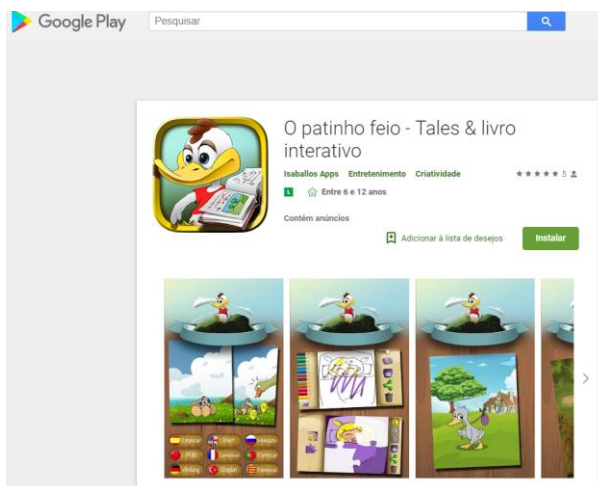 Google Play
Pesquisar
O patinho feio - Tales & livro
interativo
Isaballos Apps Entretenimento Criatividade
5
L
Entre 6 e 12 anos
Contém anúncios
Adicionar à lista de desejos
Instalar
Start